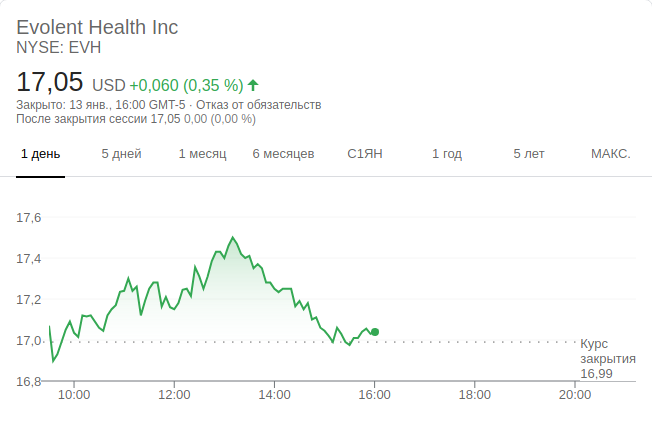 Evolent Health Inc
NYSE: EVH
17,05 USD +0,060 (0,35 %)
Закрыто: 13 янв., 16:00 GMT-5 · Отказ от обязательств
После закрытия сессии 17,05 0,00 (0,00 %)
1 день 5 дней 1 месяц 6 месяцев С1ЯН 1 год 5 лет МАКС.
17,6
17,4
17,2
17,0
16,8
Курс
закрытия
16,99
10:00 12:00 14:00 16:00 18:00 20:00